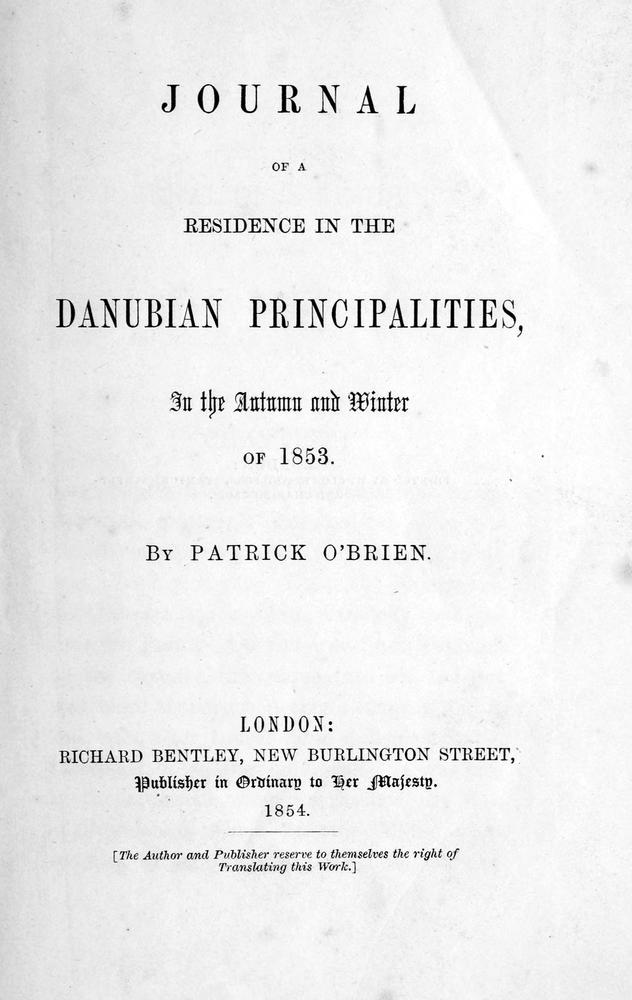 JOURNAL
OF A
RESIDENCE IN THE
DANUBIAN PRINCIPALITIES,
In the Autumn and Winter
OF 1853.
BY PATRICK O'BRIEN.
LONDON:
RICHARD BENTLEY, NEW BURLINGTON STREET,
Publisher in Ordinary to Her Majesty.
1854.
[The Author and Publisher reserve to themselves the right of
Translating this Work.]